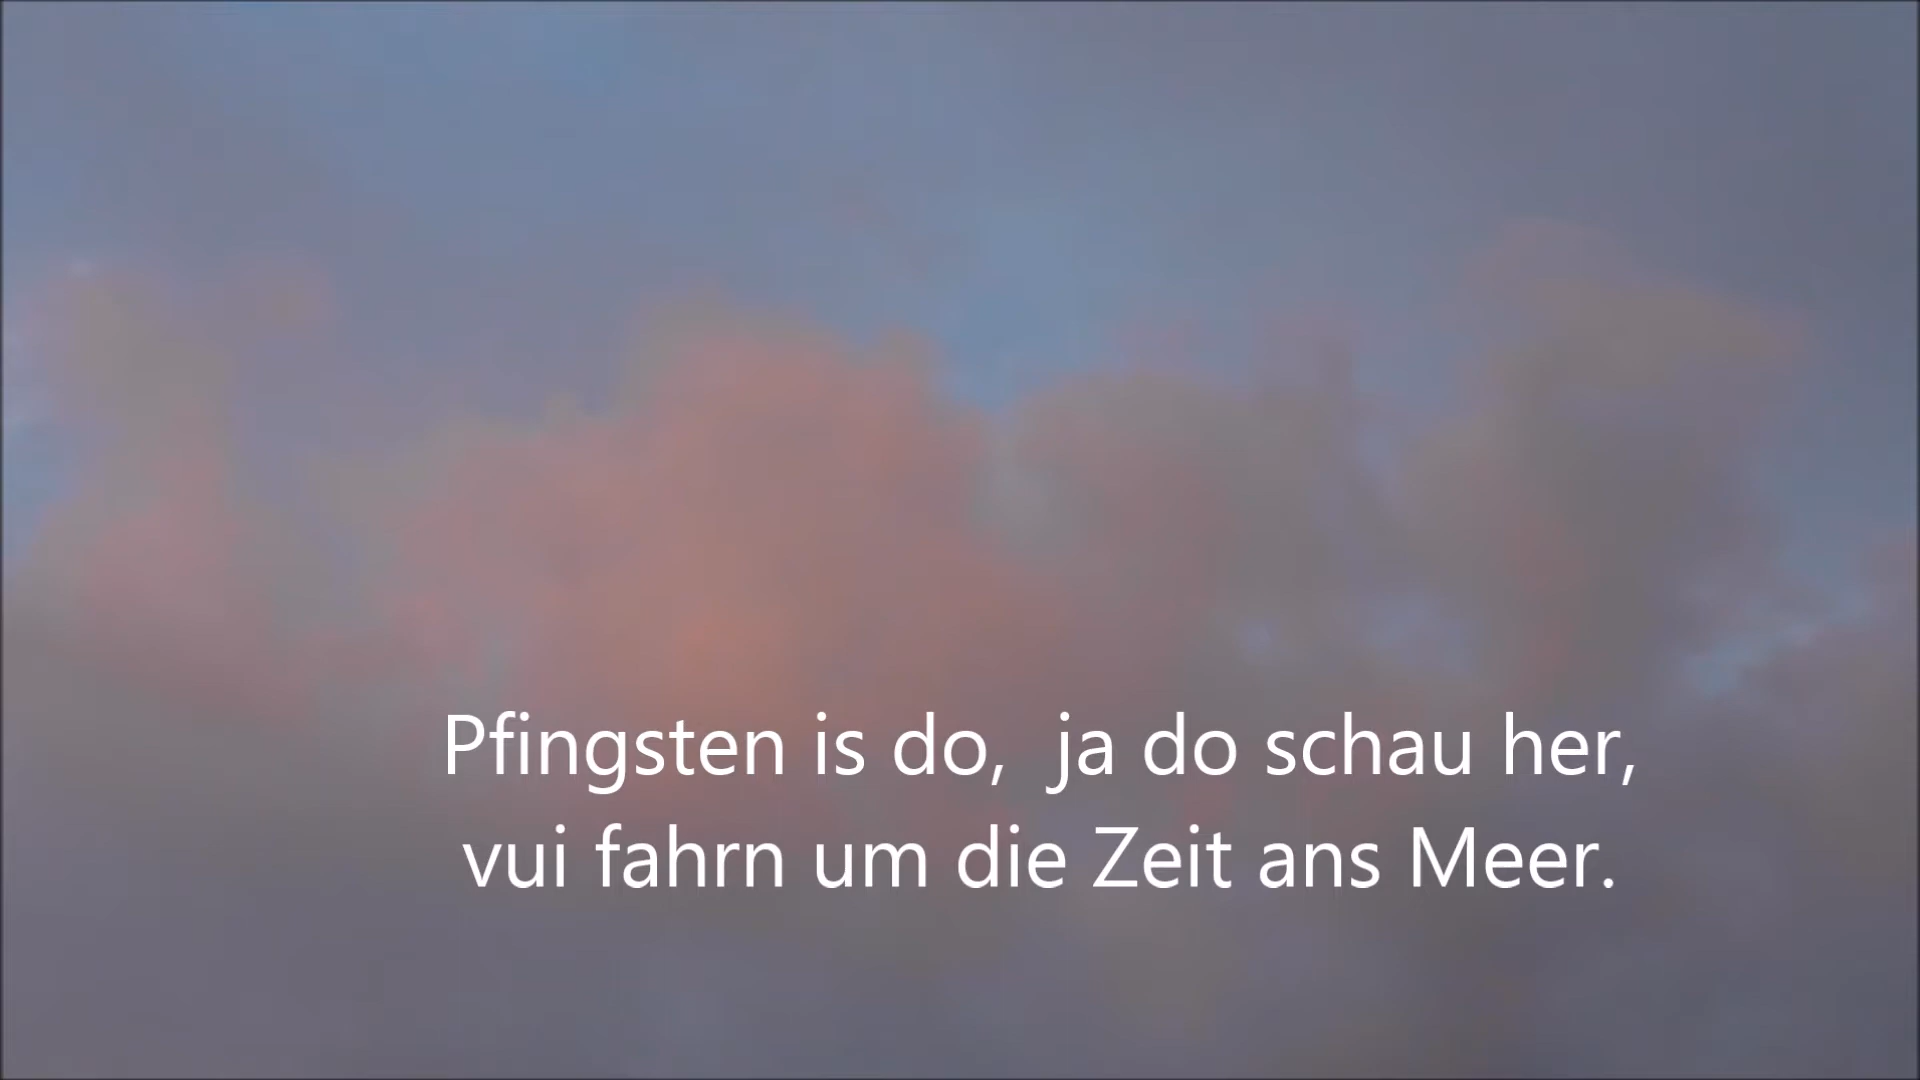 Pfingsten is do,  ja do schau her,
vui fahrn um die Zeit ans Meer.